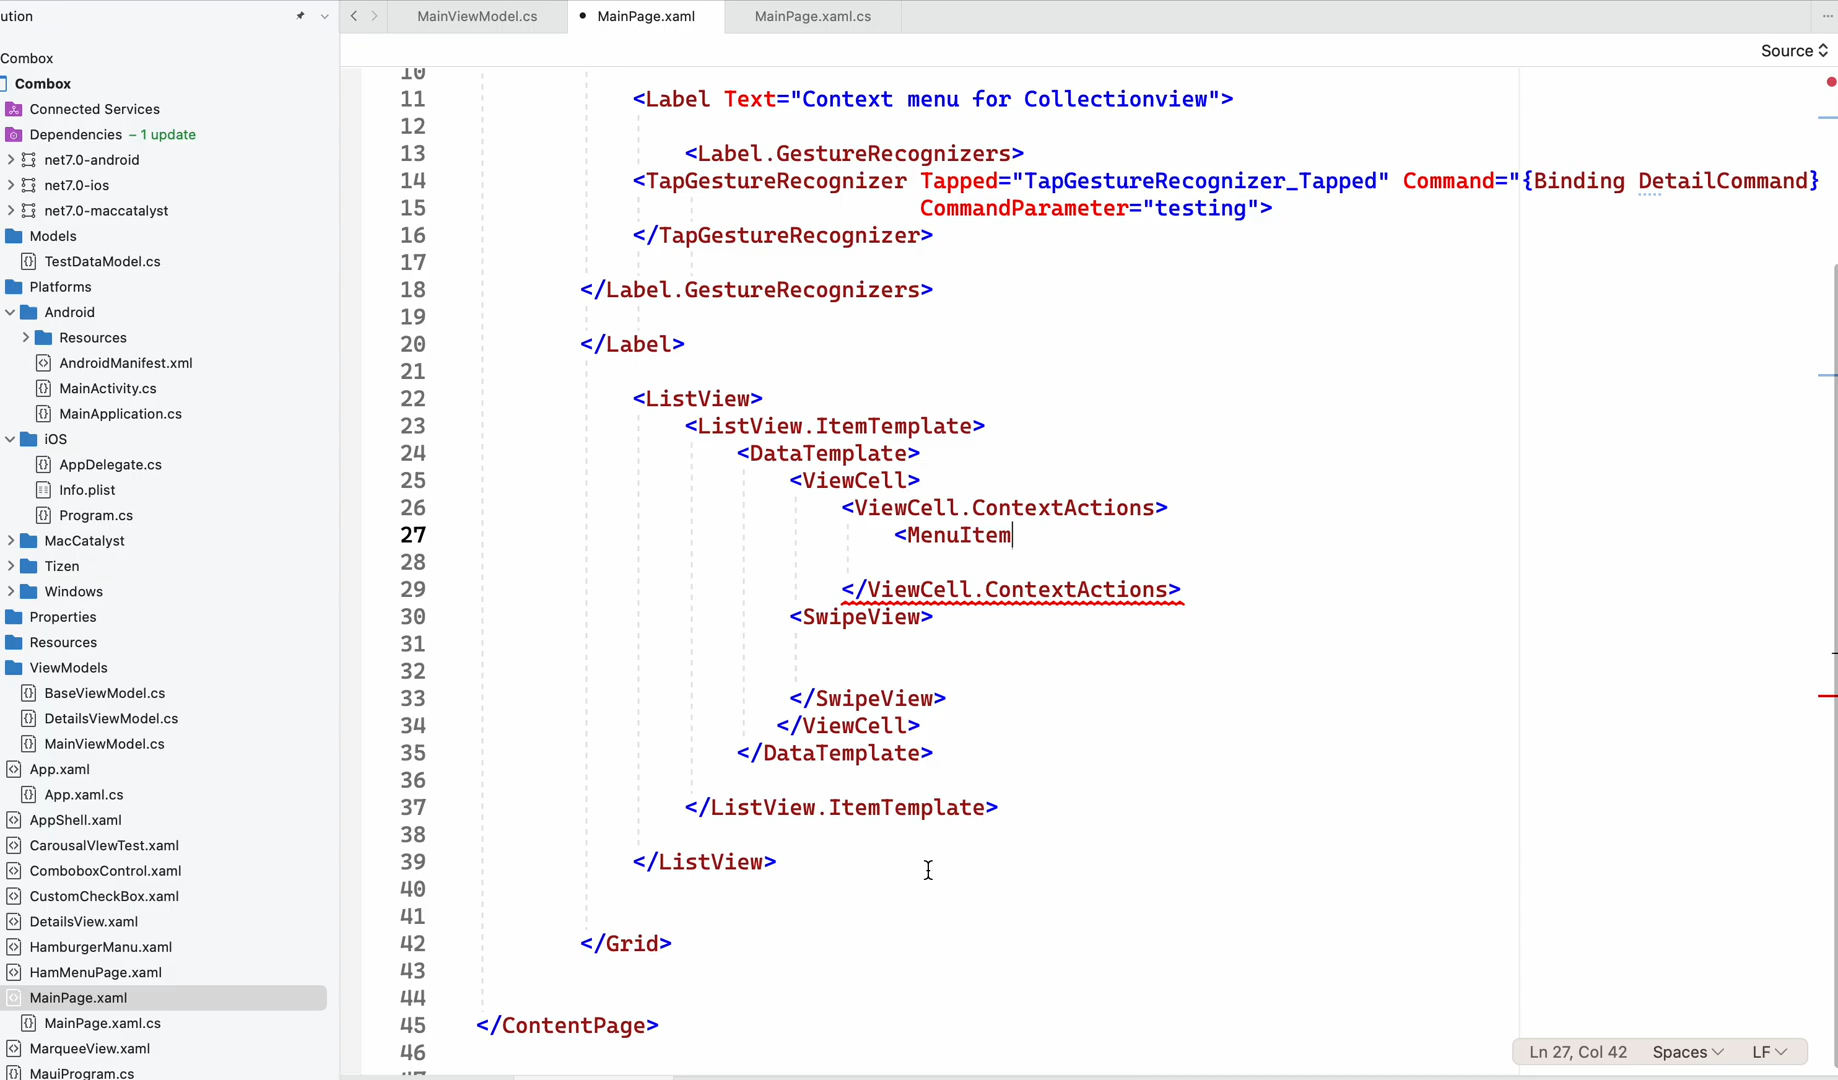 ution
MainViewModel.cs
MainPage.xaml
MainPage.xaml.cs
Source
Combox
Combox
Connected Services
Dependencies – 1 update
net7.0-android
net7.0-ios
net7.0-maccatalyst
Models
TestDataModel.cs
Platforms
Android
Resources
AndroidManifest.xml
MainActivity.cs
MainApplication.cs
iOS
AppDelegate.cs
Info.plist
Program.cs
MacCatalyst
Tizen
Windows
Properties
Resources
ViewModels
BaseViewModel.cs
DetailsViewModel.cs
MainViewModel.cs
App.xaml
App.xaml.cs
AppShell.xaml
CarousalVIewTest.xaml
ComboboxControl.xaml
CustomCheckBox.xaml
DetailsView.xaml
HamburgerManu.xaml
HamMenuPage.xaml
MainPage.xaml
MainPage.xaml.cs
MarqueeView.xaml
MauiProgram.cs
10
11 <Label Text="Context menu for Collectionview">
12
13 <Label.GestureRecognizers>
14 <TapGestureRecognizer Tapped="TapGestureRecognizer_Tapped" Command="{Binding DetailCommand}
15 CommandParameter="testing">
16 </TapGestureRecognizer>
17
18 </Label.GestureRecognizers>
19
20 </Label>
21
22 <ListView>
23 <ListView.ItemTemplate>
24 <DataTemplate>
25 <ViewCell>
26 <ViewCell.ContextActions>
27 <MenuItem
28
29 </ViewCell.ContextActions>
30 <SwipeView>
31
32
33 </SwipeView>
34 </ViewCell>
35 </DataTemplate>
36
37 </ListView.ItemTemplate>
38
39 </ListView>
40
41
42 </Grid>
43
44
45 </ContentPage>
46
Ln 27, Col 42 Spaces LF